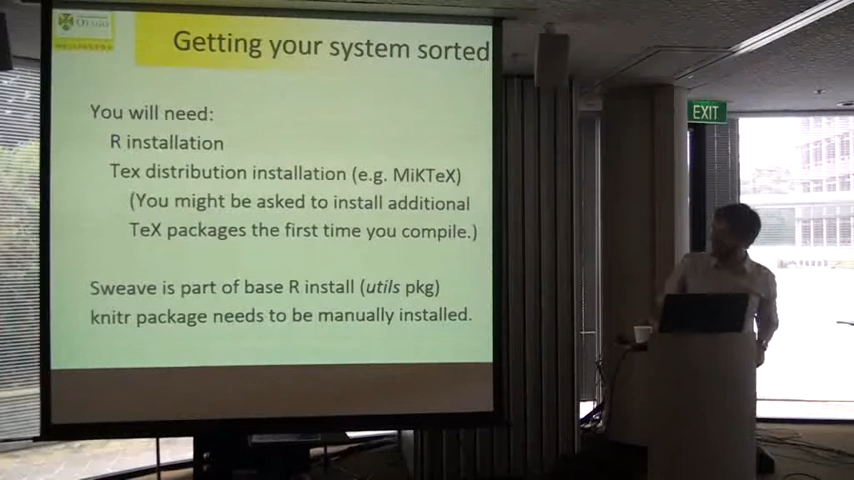 OTAGO
WELLINGTON
Getting your system sorted
You will need:
R installation
Tex distribution installation (e.g. MiKTeX)
(You might be asked to install additional
TeX packages the first time you compile.)
Sweave is part of base R install (utils pkg)
knitr package needs to be manually installed.
EXIT